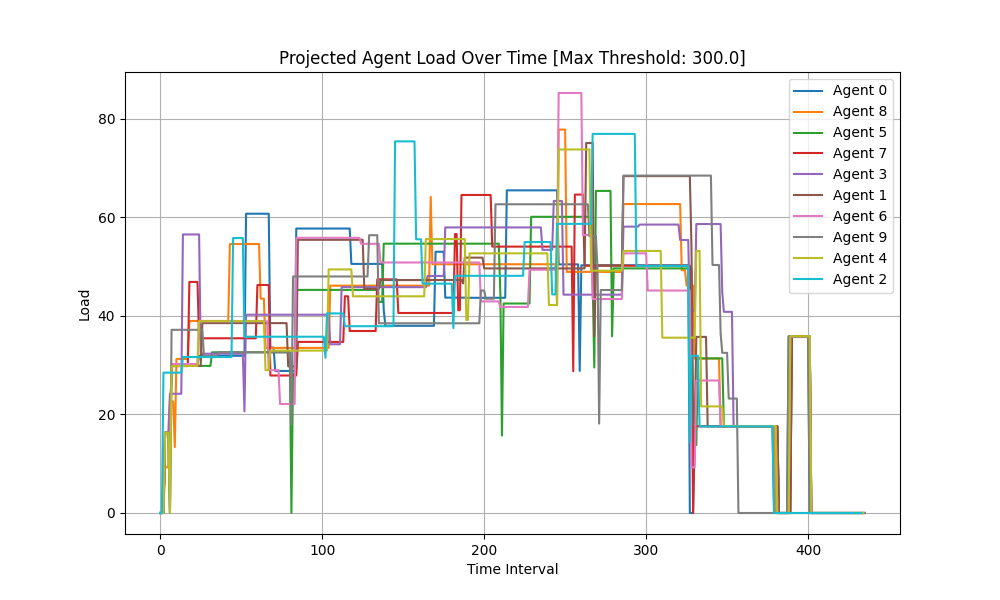 Projected Agent Load Over Time [Max Threshold: 300.0]
Load
80
60
40
20
0
0 100 200 300 400
Time Interval
Agent 0
Agent 8
Agent 5
Agent 7
Agent 3
Agent 1
Agent 6
Agent 9
Agent 4
Agent 2